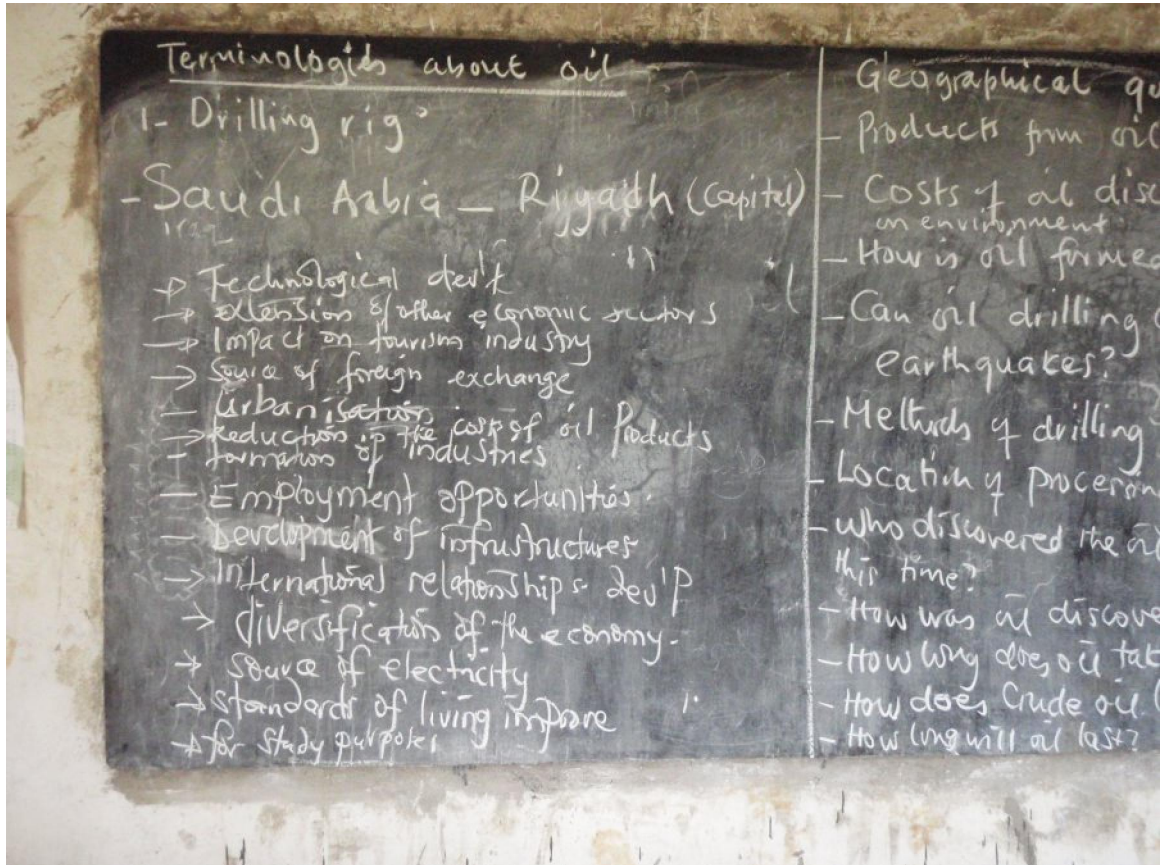 Terminologies about oil
1- Drilling rig
- Saudi Arabia - Riyadh (Capital)
Iraq
→ Technological dev't
→ extension of other economic sectors
→ Impact on tourism industry
→ Source of foreign exchange
- Urbanisation
→ Reduction in the cost of oil Products
- formation of industries
- Employment opportunities.
- Development of infrustructures
→ International relationships dev'p
→ diversification of the economy.
→ source of electricity
→ standards of living improve
→ for study purposes
Geographical qu
- Products from oil
- Costs of oil disc
on environment
- How is oil formed
- Can oil drilling c
earthquakes?
- Methods of drilling
- Location of processin
- who discovered the oil
this time?
- How was oil discove
- How long does oil tak
- How does Crude oil
- How long will oil last?